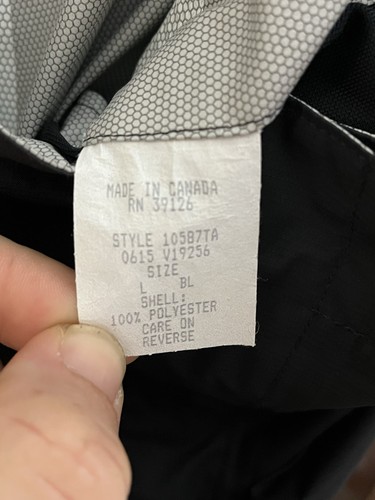 MADE IN CANADA
RN 39126
STYLE 10587TA
0615 V19256
SIZE
L BL
SHELL:
100% POLYESTER
CARE ON
REVERSE